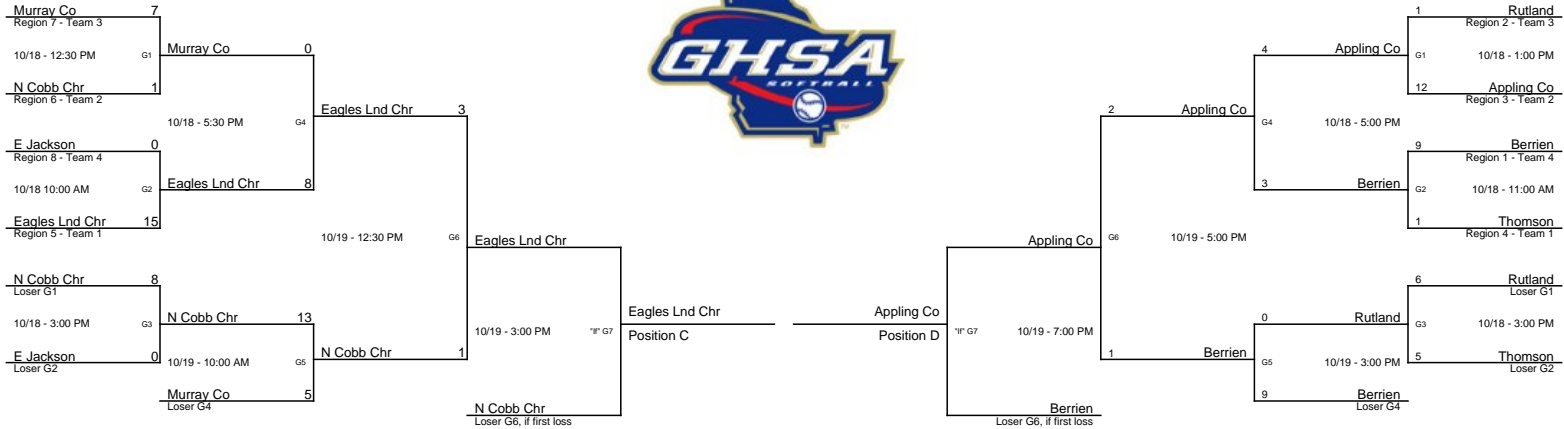 Murray Co 7
Region 7 - Team 3
10/18 - 12:30 PM G1
N Cobb Chr 1
Region 6 - Team 2
Murray Co 0
10/18 - 5:30 PM G4
E Jackson 0
Region 8 - Team 4
10/18 10:00 AM G2
Eagles Lnd Chr 8
Eagles Lnd Chr 15
Region 5 - Team 1
Eagles Lnd Chr 3
10/19 - 12:30 PM G6
N Cobb Chr 8
Loser G1
10/18 - 3:00 PM G3
E Jackson 0
Loser G2
N Cobb Chr 13
10/19 - 10:00 AM G5
Murray Co 5
Loser G4
N Cobb Chr 1
Eagles Lnd Chr
10/19 - 3:00 PM "If" G7
N Cobb Chr
Loser G6, if first loss
Eagles Lnd Chr
Position C
GHSA
SOFTBALL
Appling Co
Position D
Appling Co
"If" G7 10/19 - 7:00 PM
Berrien
Loser G6, if first loss
2 Appling Co
G6 10/19 - 5:00 PM
1 Berrien
4 Appling Co
G4 10/18 - 5:00 PM
3 Berrien
1 Rutland
Region 2 - Team 3
G1 10/18 - 1:00 PM
12 Appling Co
Region 3 - Team 2
9 Berrien
Region 1 - Team 4
G2 10/18 - 11:00 AM
1 Thomson
Region 4 - Team 1
0 Rutland
G5 10/19 - 3:00 PM
9 Berrien
Loser G4
6 Rutland
Loser G1
G3 10/18 - 3:00 PM
5 Thomson
Loser G2